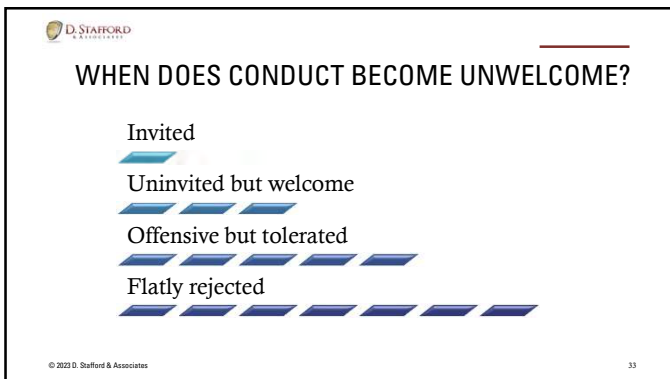 D. STAFFORD
& ASSOCIATES
WHEN DOES CONDUCT BECOME UNWELCOME?
Invited
Uninvited but welcome
Offensive but tolerated
Flatly rejected
© 2023 D. Stafford & Associates
33